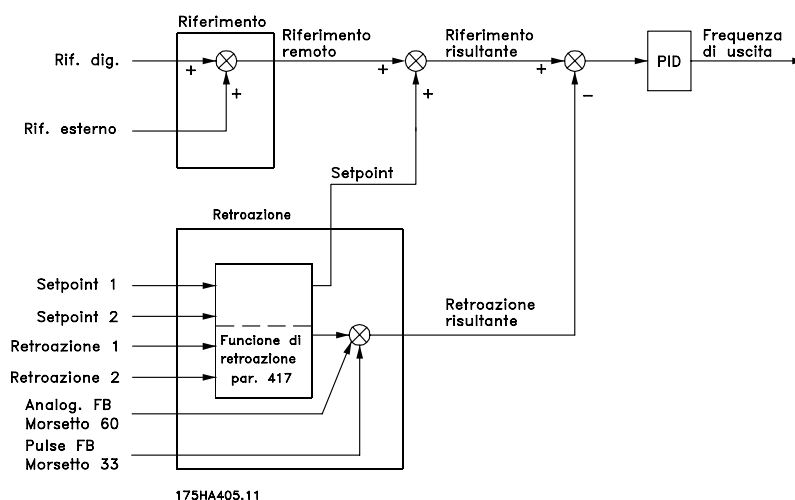 Riferimento
Rif. dig.
+
+
Rif. esterno
Riferimento
remoto
+
+
Riferimento
risultante
+
−
PID
Frequenza
di uscita
Setpoint
Retroazione
Setpoint 1
Setpoint 2
Retroazione 1
Retroazione 2
Funcione di
retroazione
par. 417
Analog. FB
Morsetto 60
Pulse FB
Morsetto 33
Retroazione
risultante
175HA405.11